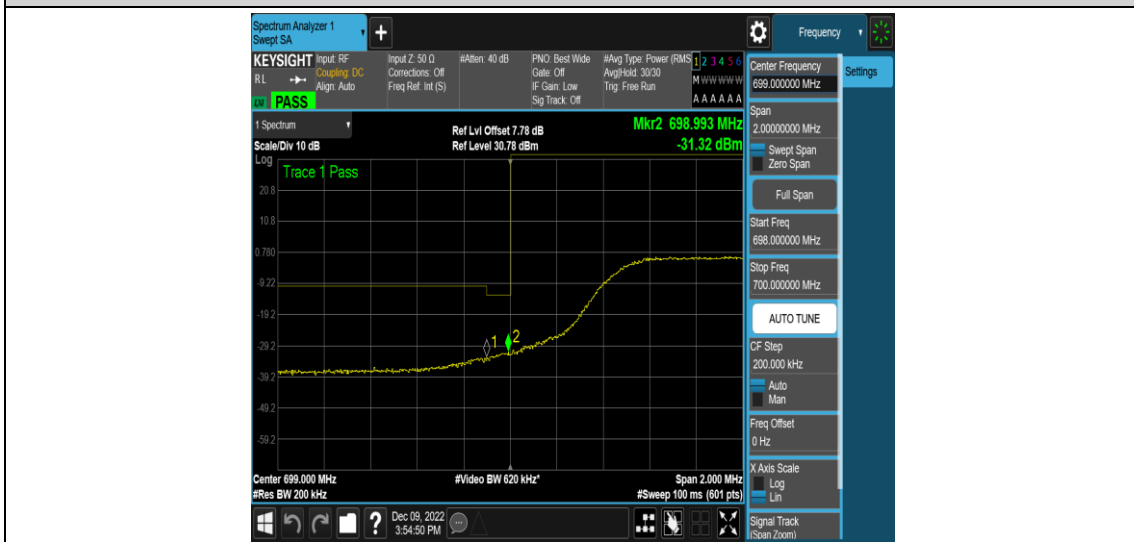 Spectrum Analyzer 1
Swept SA
+
Frequency
KEYSIGHT
RL
PASS
Input: RF
Coupling: DC
Align: Auto
Input Z: 50 Ω
Corrections: Off
Freq Ref: Int (S)
#Atten: 40 dB
PNO: Best Wide
Gate: Off
IF Gain: Low
Sig Track: Off
#Avg Type: Power (RMS
Avg|Hold: 30/30
Trig: Free Run
1 2 3 4 5 6
M W W W W W
A A A A A A
1 Spectrum
Scale/Div 10 dB
Ref Lvl Offset 7.78 dB
Ref Level 30.78 dBm
Mkr2 698.993 MHz
-31.32 dBm
Log
Trace 1 Pass
20.8
10.8
0.780
-9.22
-19.2
-29.2
-39.2
-49.2
-59.2
1
2
Center 699.000 MHz
#Res BW 200 kHz
#Video BW 620 kHz*
Span 2.000 MHz
#Sweep 100 ms (601 pts)
?
Dec 09, 2022
3:54:50 PM
Center Frequency
699.000000 MHz
Settings
Span
2.00000000 MHz
Swept Span
Zero Span
Full Span
Start Freq
698.000000 MHz
Stop Freq
700.000000 MHz
AUTO TUNE
CF Step
200.000 kHz
Auto
Man
Freq Offset
0 Hz
X Axis Scale
Log
Lin
Signal Track
(Span Zoom)